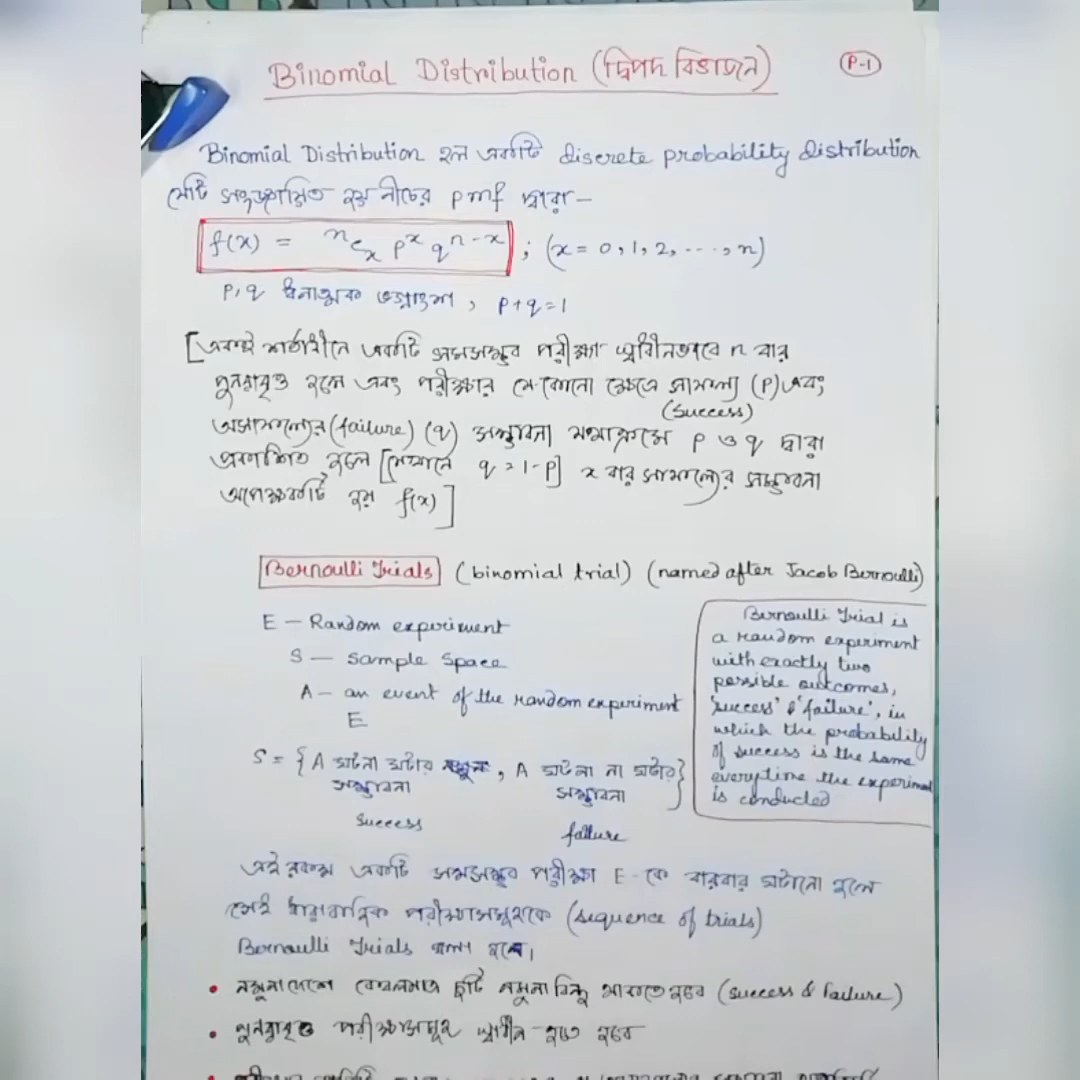 Binomial Distribution (দ্বিপদ বিভাজন)
P-1
Binomial Distribution হল একটি discrete probability distribution
যেটি সংজ্ঞায়িত হয় নীচের pmf দ্বারা—
f(x) = ⁿCₓ pˣ qⁿ⁻ˣ ; (x = 0, 1, 2, ..., n)
p, q ধনাত্মক ভগ্নাংশ, p+q=1
[একই শর্তাধীনে একটি সমসম্ভব পরীক্ষা স্বাধীনভাবে n বার
পুনরাবৃত্ত হলে এবং পরীক্ষার যেকোনো ক্ষেত্রে সাফল্য (p) এবং
(success)
অসাফল্যের (failure) (q) সম্ভাবনা যথাক্রমে p ও q দ্বারা
প্রকাশিত হলে [যেখানে q = 1-p] x বার সাফল্যের সম্ভাবনা
অপেক্ষকটি হয় f(x)]
Bernoulli Trials (binomial trial) (named after Jacob Bernoulli)
E — Random experiment
S — Sample Space
A — an event of the random experiment
E
S = {A ঘটনা ঘটার , A ঘটনা না ঘটার}
সম্ভাবনা সম্ভাবনা
success failure
Bernoulli Trial is
a random experiment
with exactly two
possible outcomes,
'success' & 'failure', in
which the probability
of success is the same
everytime the experiment
is conducted
এই রকম একটি সমসম্ভব পরীক্ষা E-কে বারবার ঘটানো হলে
সেই ধারাবাহিক পরীক্ষাসমূহকে (sequence of trials)
Bernoulli Trials বলা হবে।
• নমুনাদেশে কেবলমাত্র দুটি নমুনা বিন্দু থাকতে হবে (success & failure)
• পুনরাবৃত্ত পরীক্ষাসমূহ স্বাধীন হতে হবে